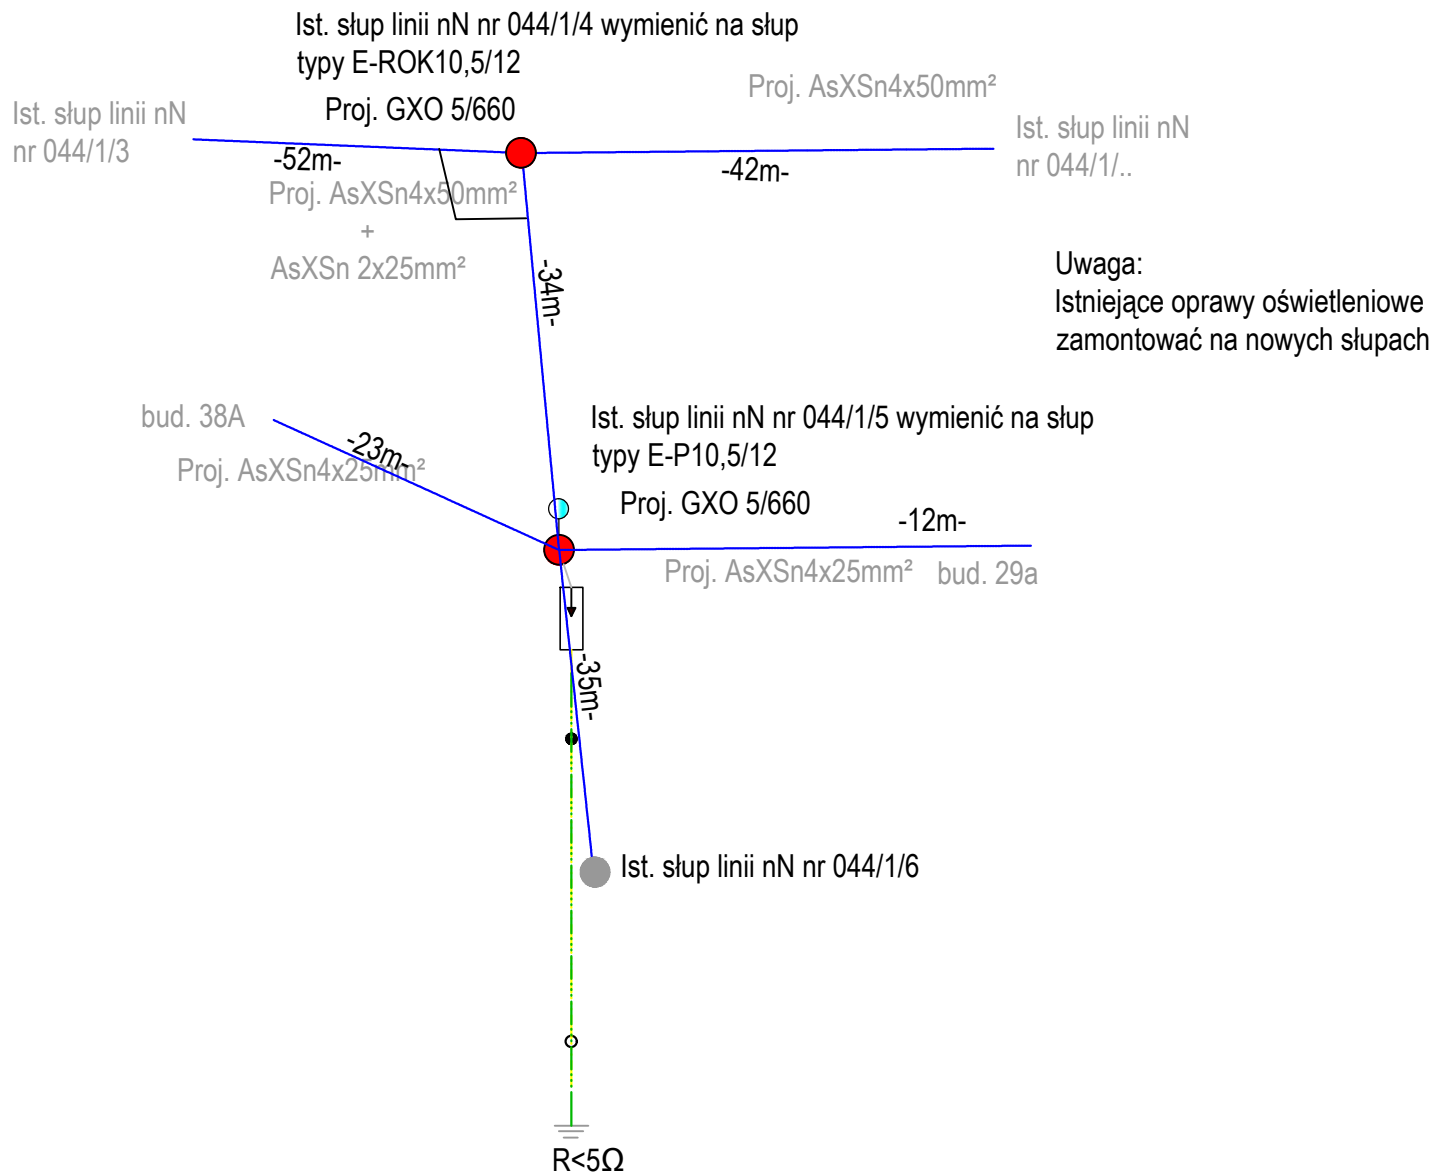 Ist. słup linii nN nr 044/1/4 wymienić na słup
typy E-ROK10,5/12
Proj. GXO 5/660
Proj. AsXSn4x50mm²
Ist. słup linii nN
nr 044/1/3
Ist. słup linii nN
nr 044/1/..
-52m-
-42m-
Proj. AsXSn4x50mm²
+
AsXSn 2x25mm²
-34m-
Uwaga:
Istniejące oprawy oświetleniowe
zamontować na nowych słupach
bud. 38A
-23m-
Proj. AsXSn4x25mm²
Ist. słup linii nN nr 044/1/5 wymienić na słup
typy E-P10,5/12
Proj. GXO 5/660
-12m-
Proj. AsXSn4x25mm²
bud. 29a
-35m-
Ist. słup linii nN nr 044/1/6
R<5Ω